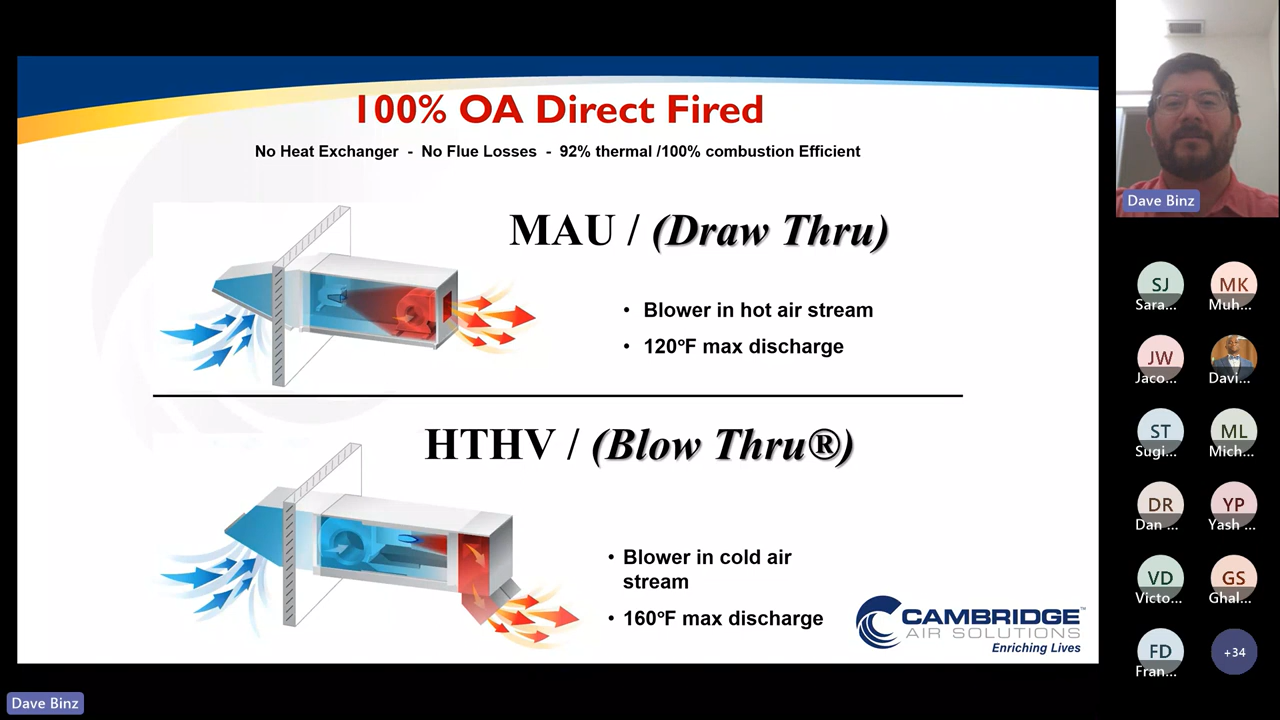 100% OA Direct Fired
No Heat Exchanger - No Flue Losses - 92% thermal /100% combustion Efficient
MAU / (Draw Thru)
• Blower in hot air stream
• 120°F max discharge
HTHV / (Blow Thru®)
• Blower in cold air
stream
• 160°F max discharge
CAMBRIDGE™
AIR SOLUTIONS
Enriching Lives
Dave Binz
Dave Binz
SJ
Sara...
MK
Muh...
JW
Jaco...
Davi...
ST
Sugi...
ML
Mich...
DR
Dan ...
YP
Yash ...
VD
Victo...
GS
Ghal...
FD
Fran...
+34